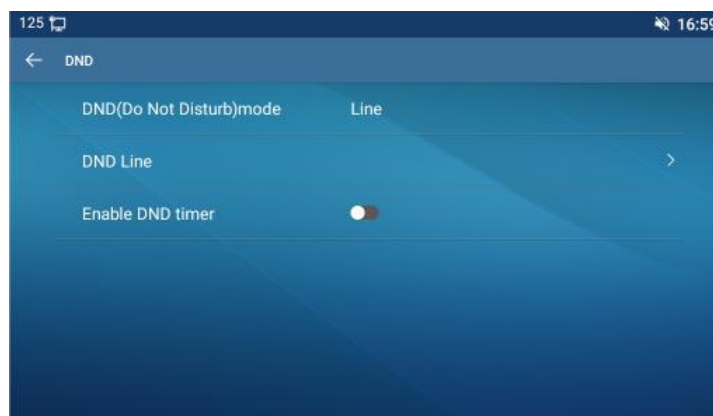 125 16:59
DND
DND(Do Not Disturb)mode Line
DND Line
Enable DND timer